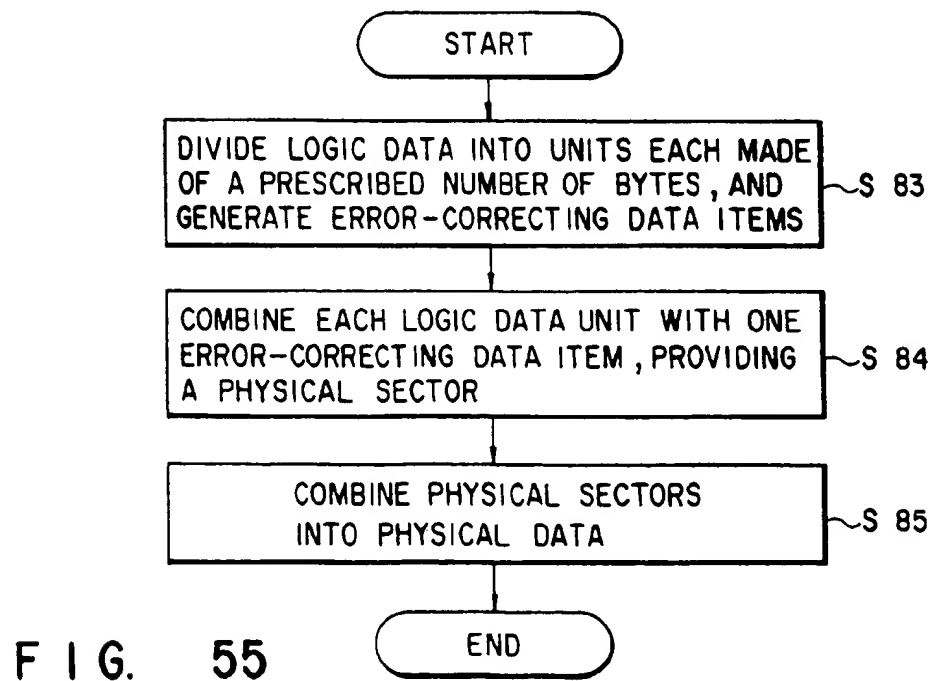 START
DIVIDE LOGIC DATA INTO UNITS EACH MADE
OF A PRESCRIBED NUMBER OF BYTES, AND
GENERATE ERROR-CORRECTING DATA ITEMS
S 83
COMBINE EACH LOGIC DATA UNIT WITH ONE
ERROR-CORRECTING DATA ITEM, PROVIDING
A PHYSICAL SECTOR
S 84
COMBINE PHYSICAL SECTORS
INTO PHYSICAL DATA
S 85
END
FIG. 55